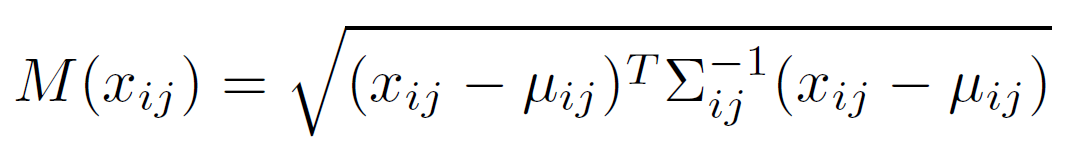 M(x_{ij}) = \sqrt{(x_{ij} - \mu_{ij})^T \Sigma_{ij}^{-1} (x_{ij} - \mu_{ij})}